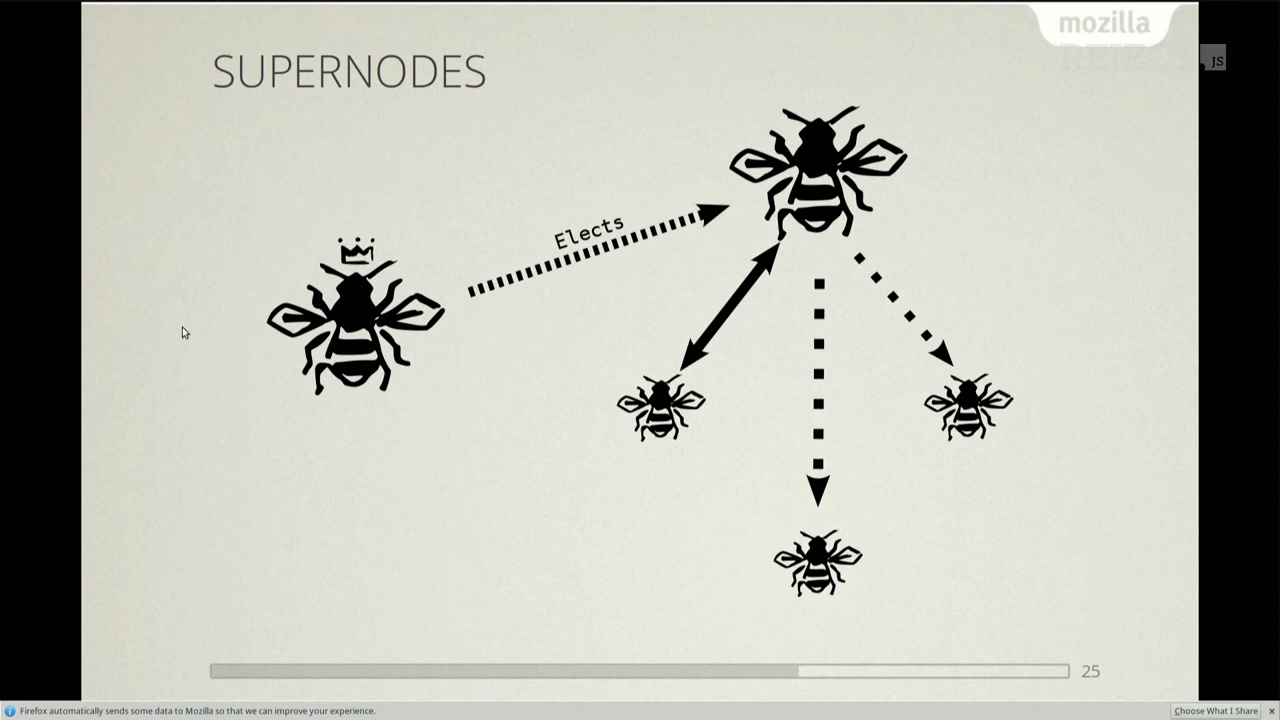 mozilla
REJECT.JS
SUPERNODES
Elects
25
Firefox automatically sends some data to Mozilla so that we can improve your experience.
Choose What I Share